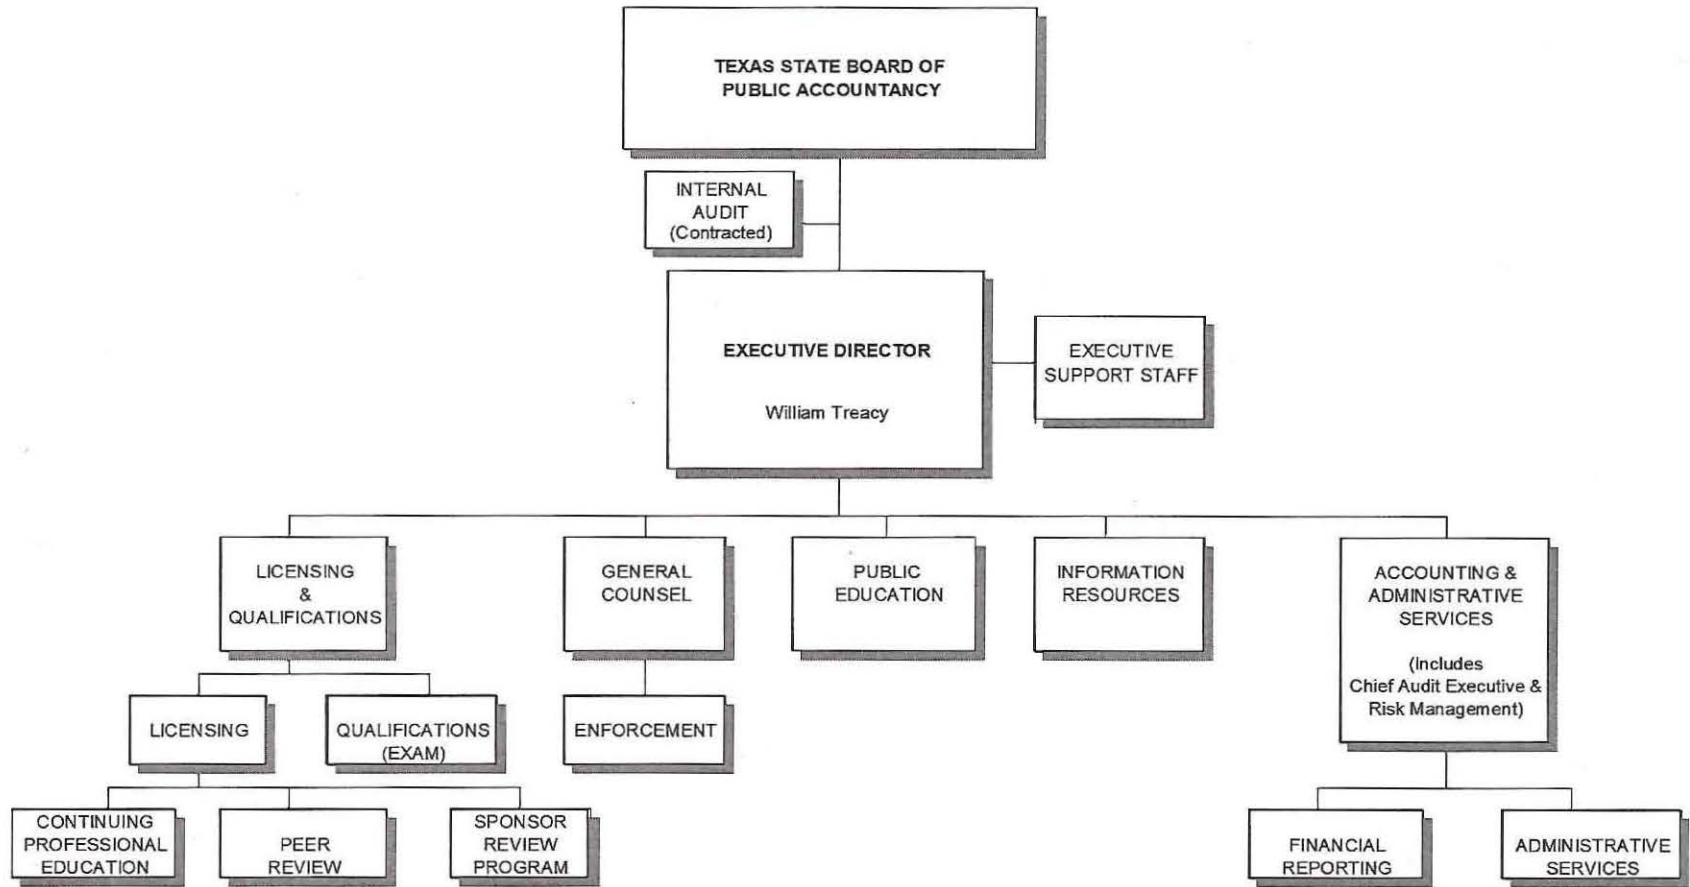 TEXAS STATE BOARD OF
PUBLIC ACCOUNTANCY
INTERNAL
AUDIT
(Contracted)
EXECUTIVE DIRECTOR
William Treacy
EXECUTIVE
SUPPORT STAFF
LICENSING
&
QUALIFICATIONS
GENERAL
COUNSEL
PUBLIC
EDUCATION
INFORMATION
RESOURCES
ACCOUNTING &
ADMINISTRATIVE
SERVICES
(Includes
Chief Audit Executive &
Risk Management)
LICENSING
QUALIFICATIONS
(EXAM)
ENFORCEMENT
CONTINUING
PROFESSIONAL
EDUCATION
PEER
REVIEW
SPONSOR
REVIEW
PROGRAM
FINANCIAL
REPORTING
ADMINISTRATIVE
SERVICES